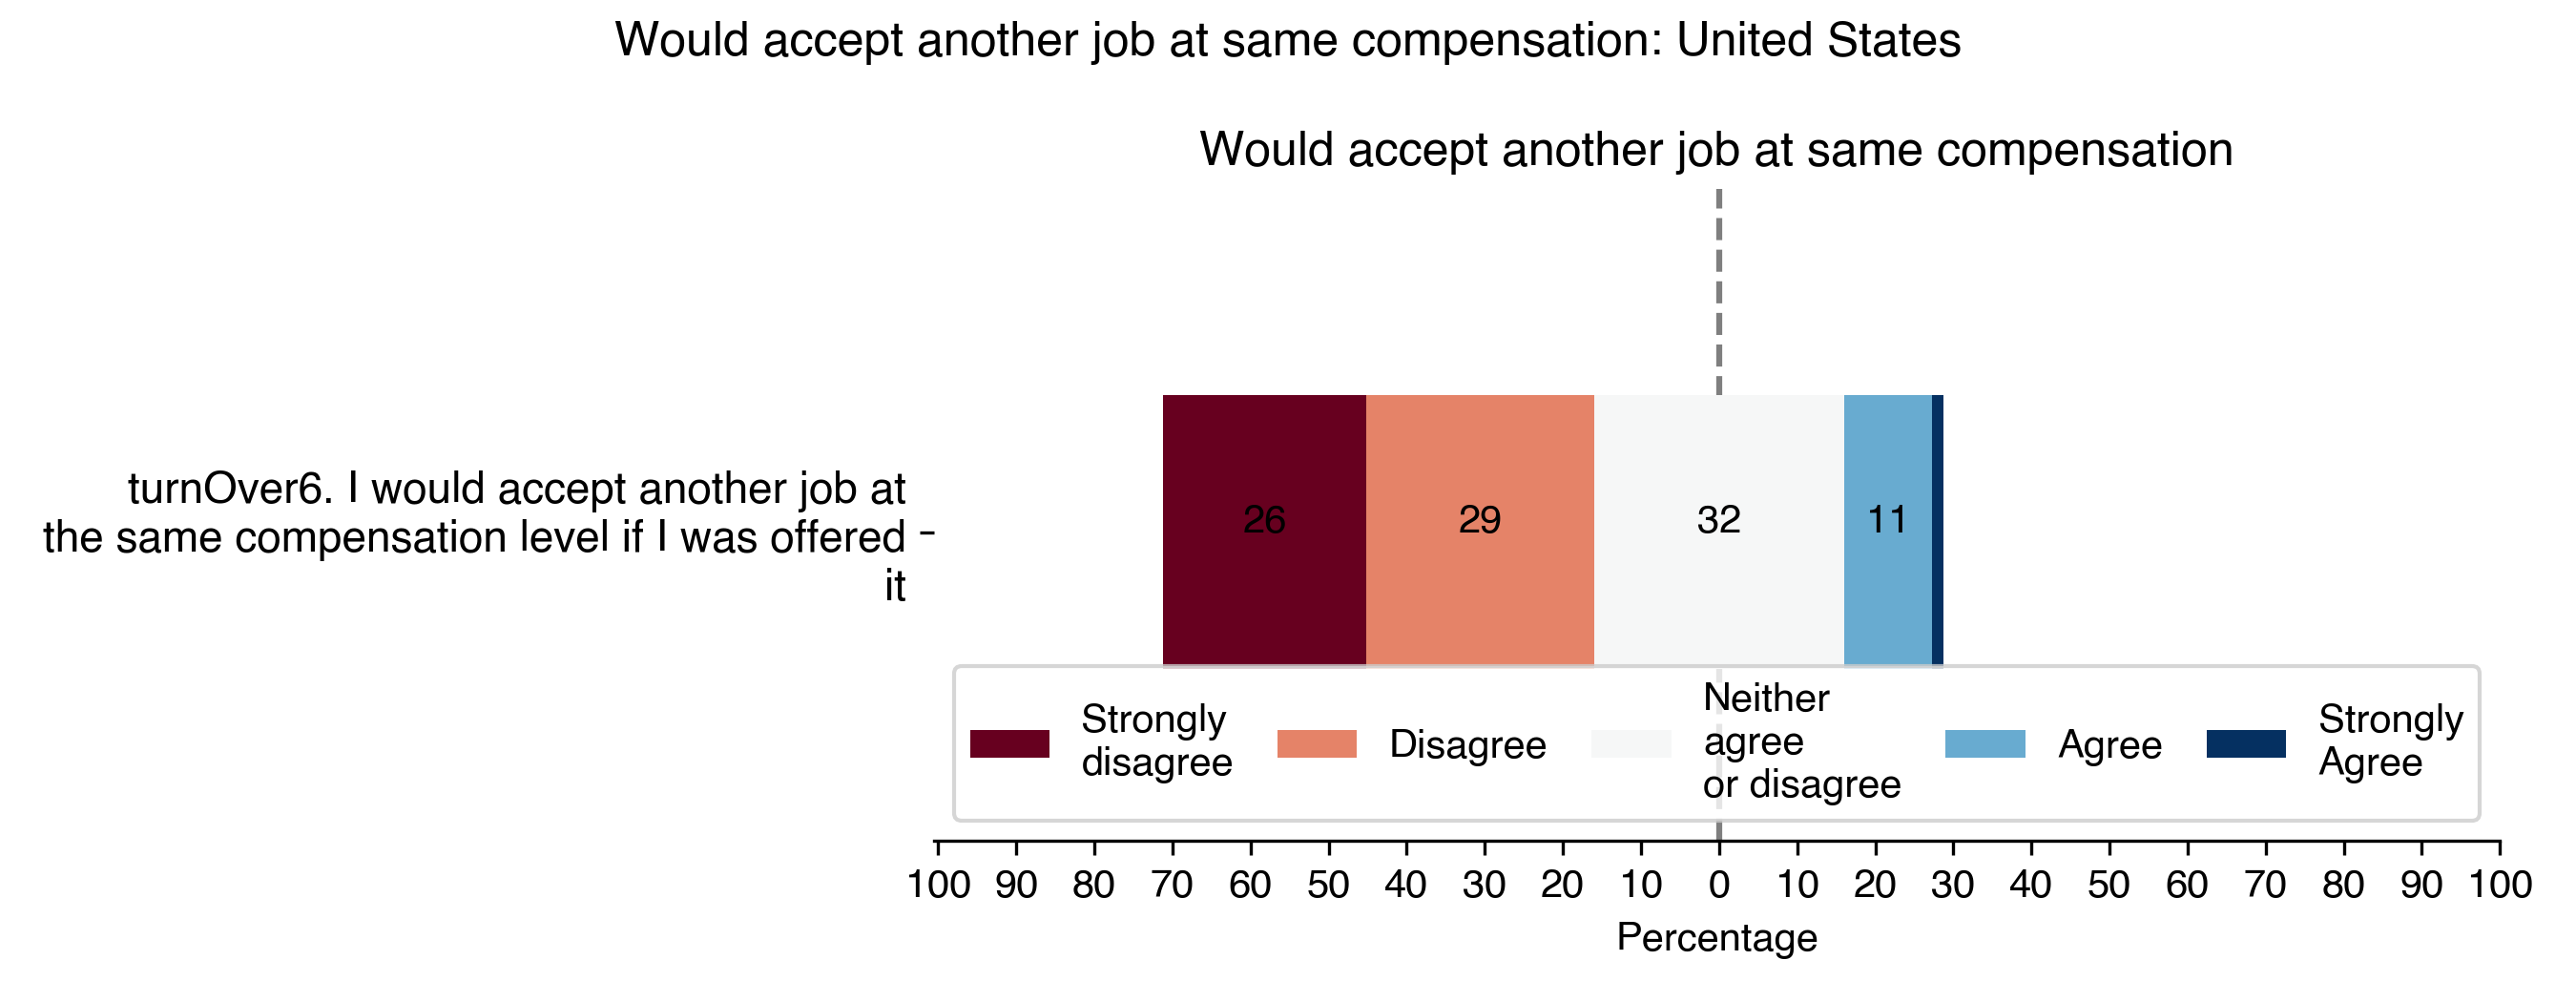 Would accept another job at same compensation: United States
Would accept another job at same compensation
turnOver6. I would accept another job at
the same compensation level if I was offered
it
26
29
32
11
Strongly
disagree
Disagree
Neither
agree
or disagree
Agree
Strongly
Agree
100 90 80 70 60 50 40 30 20 10 0 10 20 30 40 50 60 70 80 90 100
Percentage